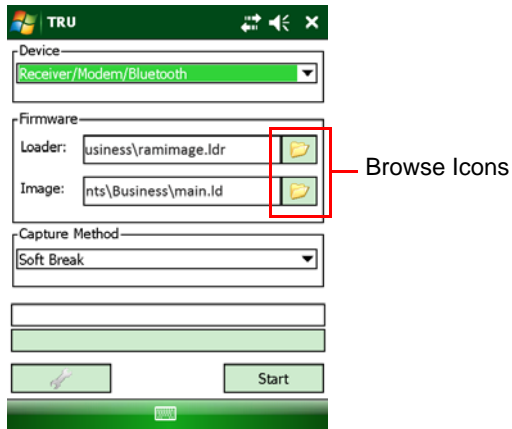 TRU
Device
Receiver/Modem/Bluetooth
Firmware
Loader: usiness\ramimage.ldr
Browse Icons
Image: nts\Business\main.ld
Capture Method
Soft Break
Start